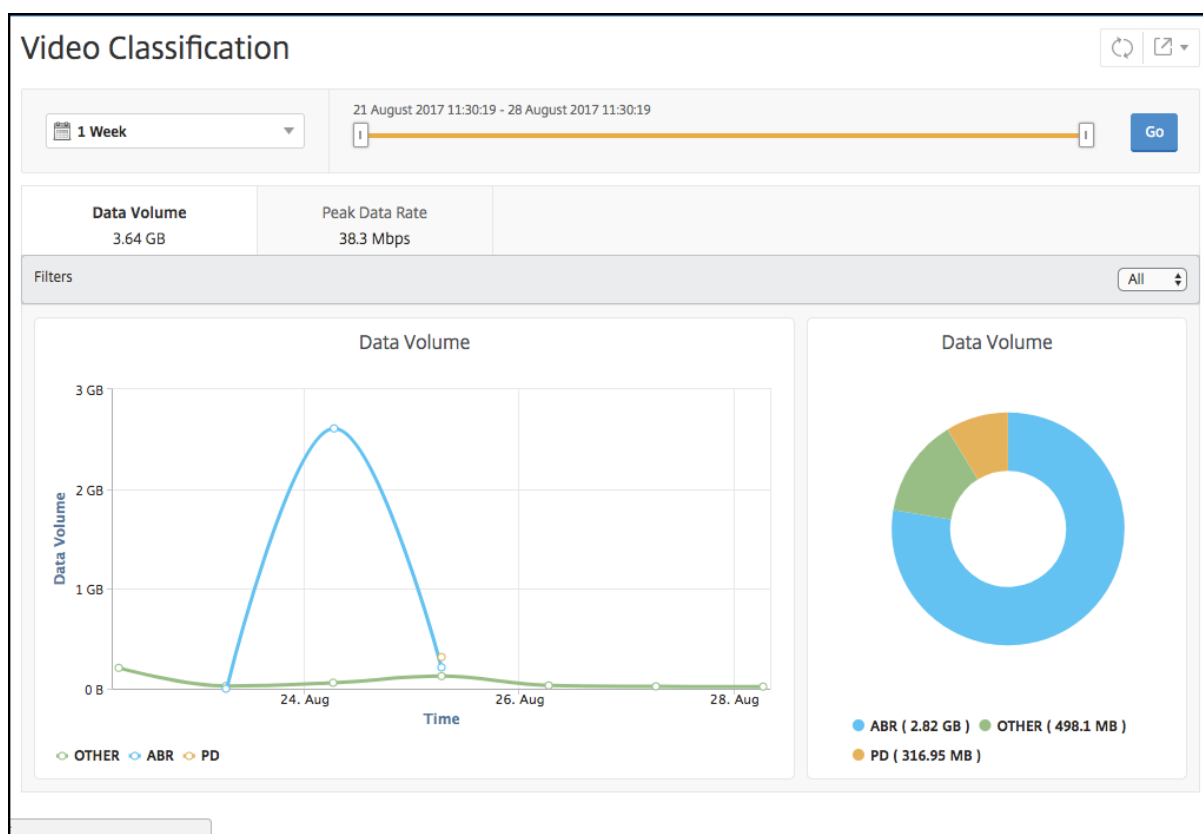 Video Classification
1 Week
21 August 2017 11:30:19 - 28 August 2017 11:30:19
Go
Data Volume
3.64 GB
Peak Data Rate
38.3 Mbps
Filters
All
Data Volume
3 GB
2 GB
1 GB
0 B
Data Volume
24. Aug
26. Aug
28. Aug
Time
OTHER ABR PD
Data Volume
ABR ( 2.82 GB ) OTHER ( 498.1 MB )
PD ( 316.95 MB )